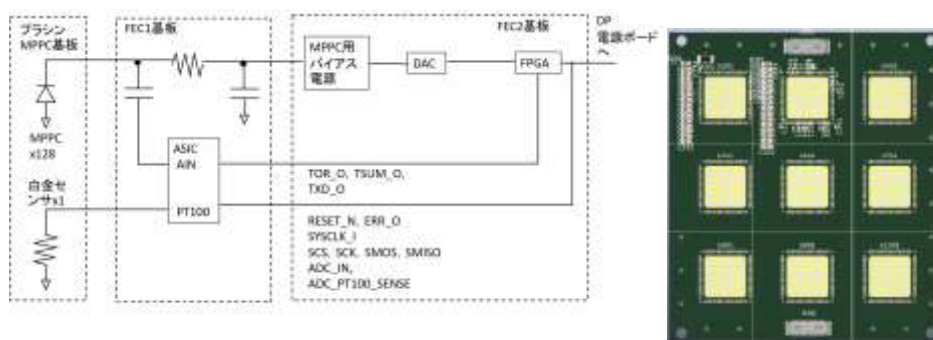 プラシン
MPPC基板
FEC1基板
FEC2基板
DP
電源ボード
MPPC用
バイアス
電源
DAC
FPGA
MPPC
x128
ASIC
AIN
PT100
白金セ
ンサx1
TOR_O, TSUM_O,
TXD_O
RESET_N, ERR_O
SYSCLK_I
SCS, SCK, SMOS, SMISO
ADC_IN,
ADC_PT100_SENSE